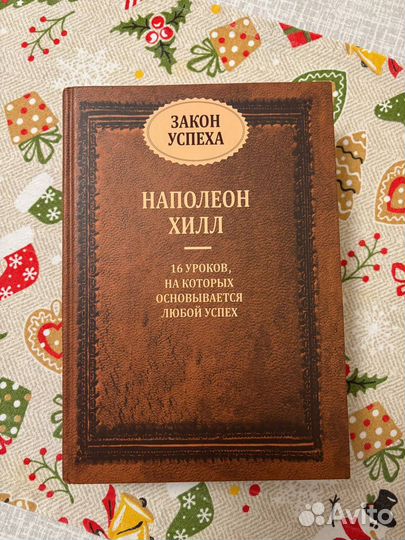 ЗАКОН
УСПЕХА
НАПОЛЕОН
ХИЛЛ
16 УРОКОВ,
НА КОТОРЫХ
ОСНОВЫВАЕТСЯ
ЛЮБОЙ УСПЕХ
Avito